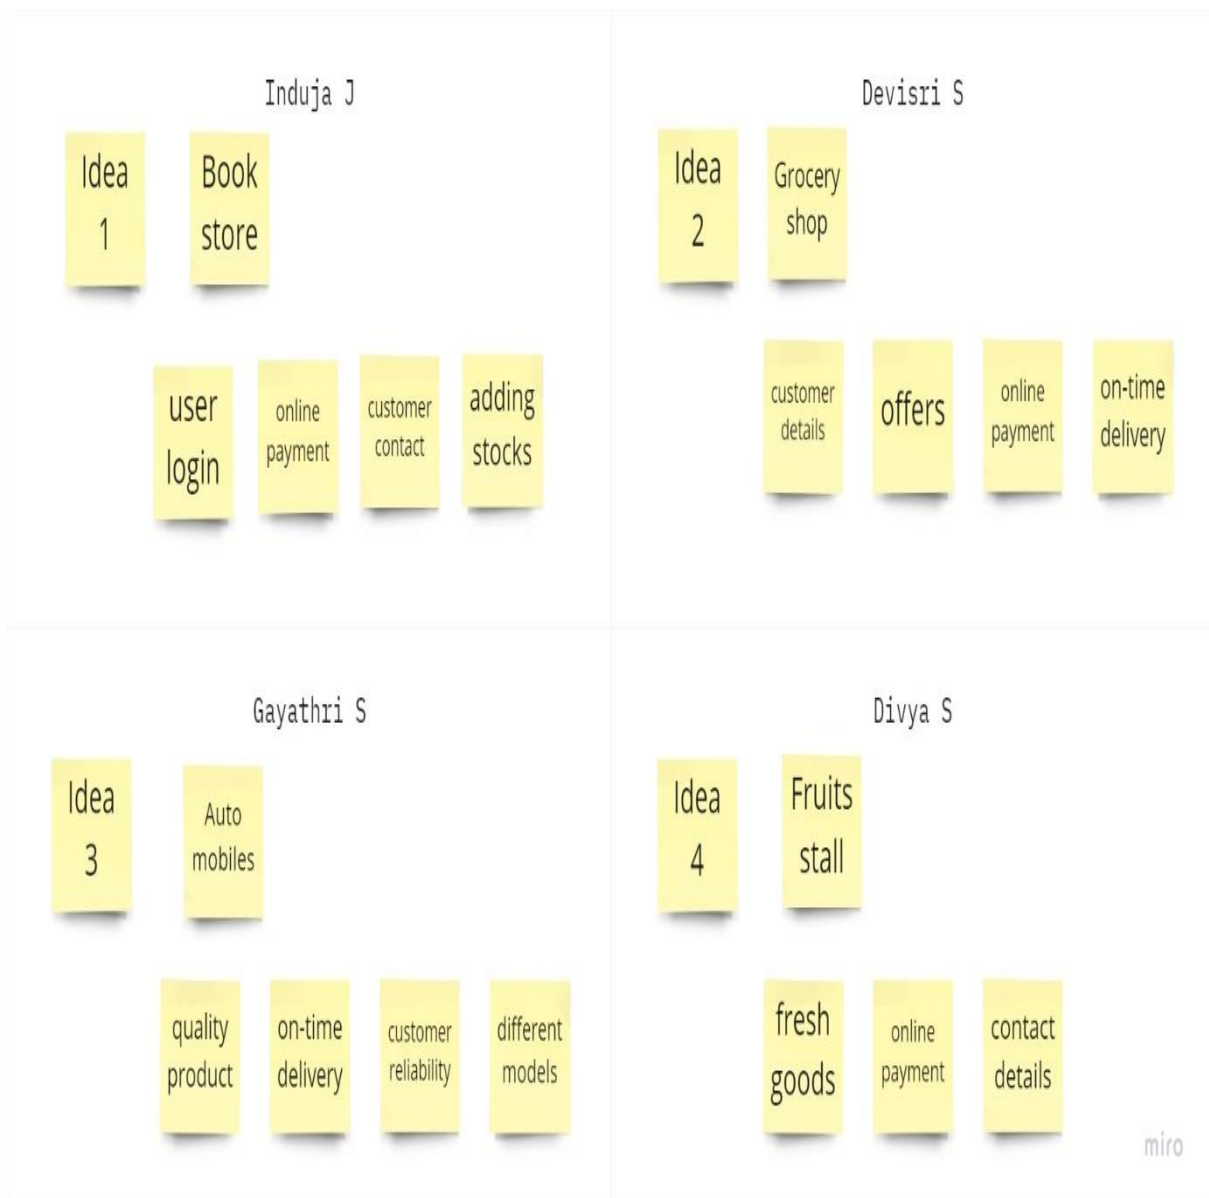 Induja J
Idea
1
Book
store
user
login
online
payment
customer
contact
adding
stocks
Devisri S
Idea
2
Grocery
shop
customer
details
offers
online
payment
on-time
delivery
Gayathri S
Idea
3
Auto
mobiles
quality
product
on-time
delivery
customer
reliability
different
models
Divya S
Idea
4
Fruits
stall
fresh
goods
online
payment
contact
details
miro